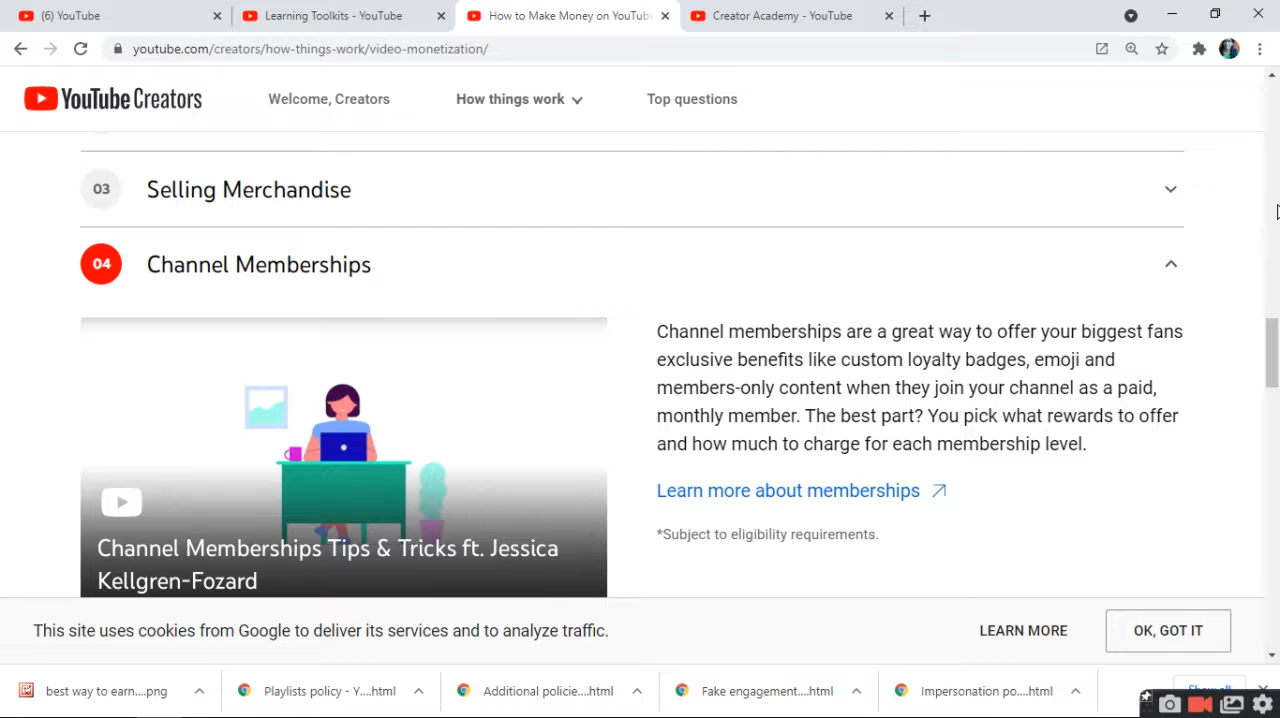 (6) YouTube
Learning Toolkits - YouTube
How to Make Money on YouTub
Creator Academy - YouTube
youtube.com/creators/how-things-work/video-monetization/
YouTube Creators
Welcome, Creators
How things work
Top questions
03
Selling Merchandise
04
Channel Memberships
Channel memberships are a great way to offer your biggest fans
exclusive benefits like custom loyalty badges, emoji and
members-only content when they join your channel as a paid,
monthly member. The best part? You pick what rewards to offer
and how much to charge for each membership level.
Learn more about memberships
*Subject to eligibility requirements.
Channel Memberships Tips & Tricks ft. Jessica
Kellgren-Fozard
This site uses cookies from Google to deliver its services and to analyze traffic.
LEARN MORE
OK, GOT IT
best way to earn....png
Playlists policy - Y....html
Additional policie....html
Fake engagement....html
Impersonation po....html
Show all